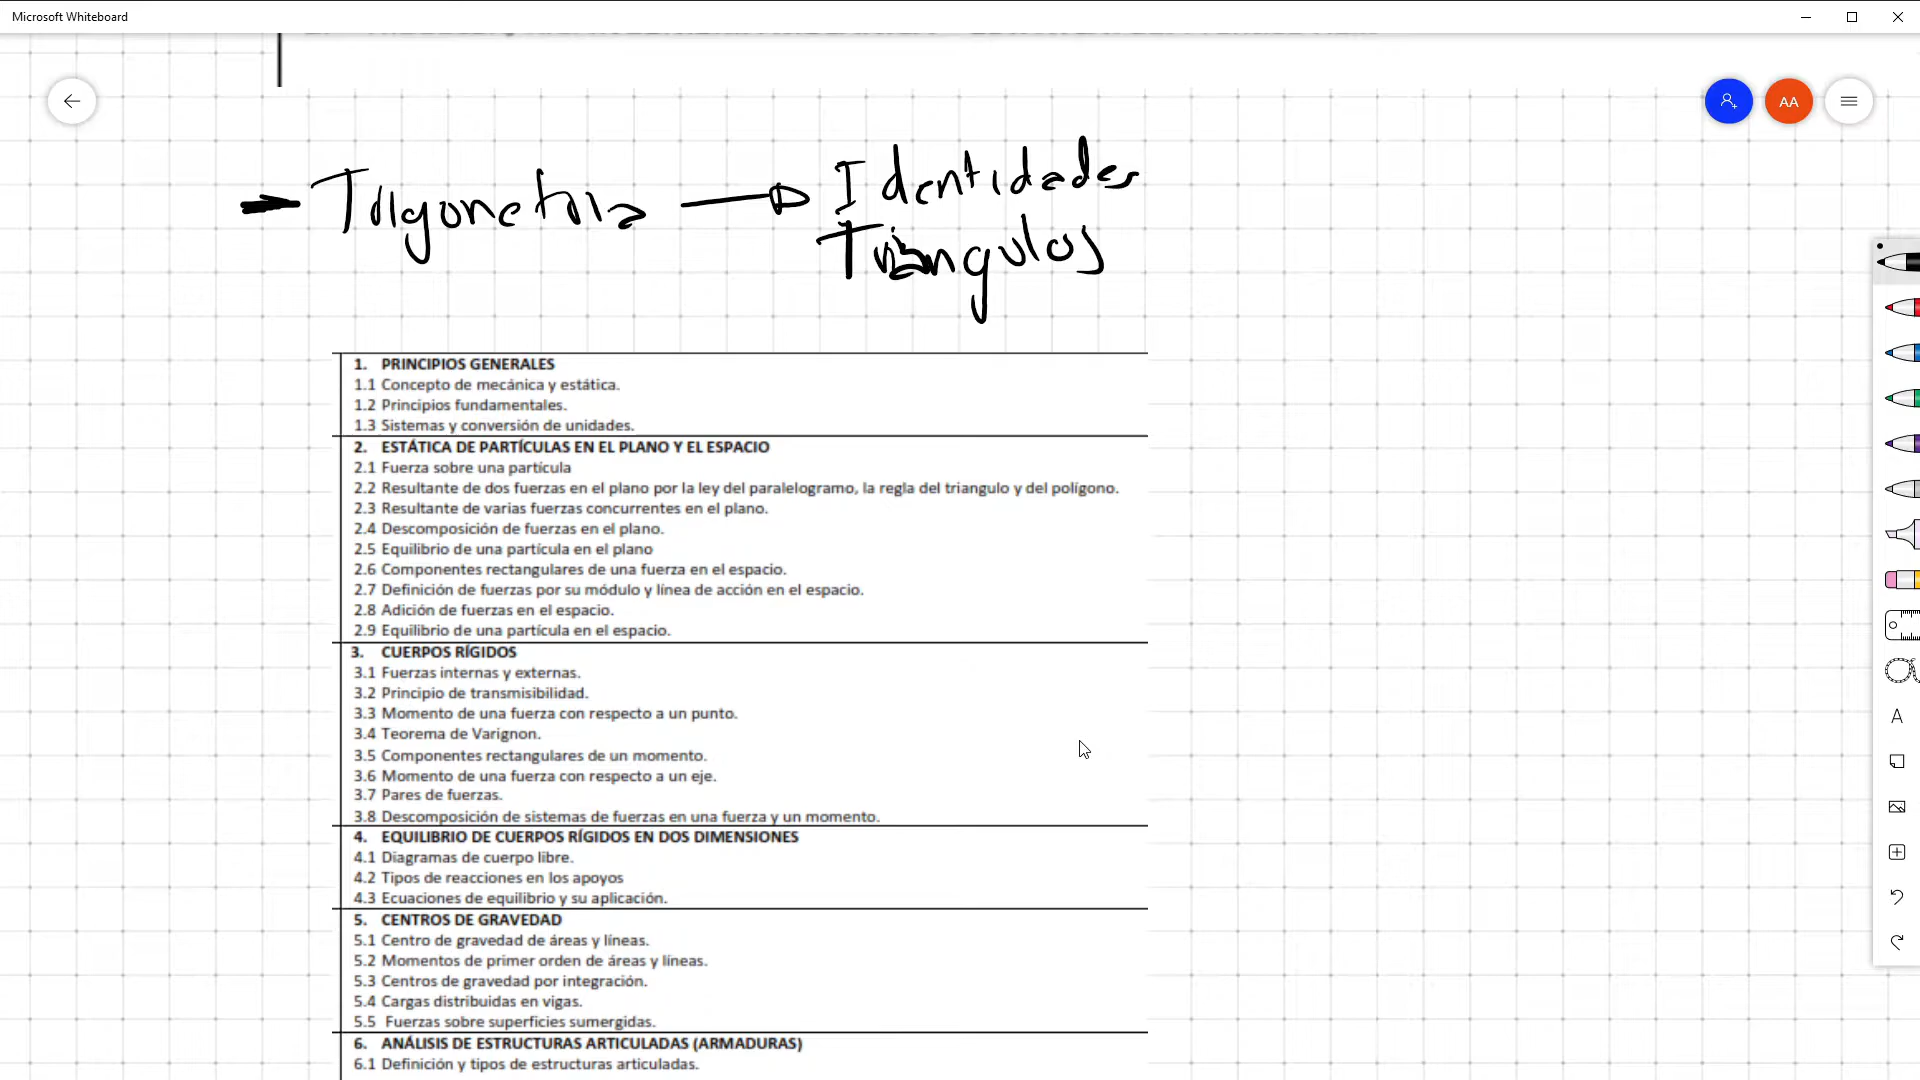 Microsoft Whiteboard
AA
Trigometria Identidades
Triangulos
1. PRINCIPIOS GENERALES
1.1 Concepto de mecánica y estática.
1.2 Principios fundamentales.
1.3 Sistemas y conversión de unidades.
2. ESTÁTICA DE PARTÍCULAS EN EL PLANO Y EL ESPACIO
2.1 Fuerza sobre una partícula
2.2 Resultante de dos fuerzas en el plano por la ley del paralelogramo, la regla del triangulo y del polígono.
2.3 Resultante de varias fuerzas concurrentes en el plano.
2.4 Descomposición de fuerzas en el plano.
2.5 Equilibrio de una partícula en el plano
2.6 Componentes rectangulares de una fuerza en el espacio.
2.7 Definición de fuerzas por su módulo y línea de acción en el espacio.
2.8 Adición de fuerzas en el espacio.
2.9 Equilibrio de una partícula en el espacio.
3. CUERPOS RÍGIDOS
3.1 Fuerzas internas y externas.
3.2 Principio de transmisibilidad.
3.3 Momento de una fuerza con respecto a un punto.
3.4 Teorema de Varignon.
3.5 Componentes rectangulares de un momento.
3.6 Momento de una fuerza con respecto a un eje.
3.7 Pares de fuerzas.
3.8 Descomposición de sistemas de fuerzas en una fuerza y un momento.
4. EQUILIBRIO DE CUERPOS RÍGIDOS EN DOS DIMENSIONES
4.1 Diagramas de cuerpo libre.
4.2 Tipos de reacciones en los apoyos
4.3 Ecuaciones de equilibrio y su aplicación.
5. CENTROS DE GRAVEDAD
5.1 Centro de gravedad de áreas y líneas.
5.2 Momentos de primer orden de áreas y líneas.
5.3 Centros de gravedad por integración.
5.4 Cargas distribuidas en vigas.
5.5 Fuerzas sobre superficies sumergidas.
6. ANÁLISIS DE ESTRUCTURAS ARTICULADAS (ARMADURAS)
6.1 Definición y tipos de estructuras articuladas.